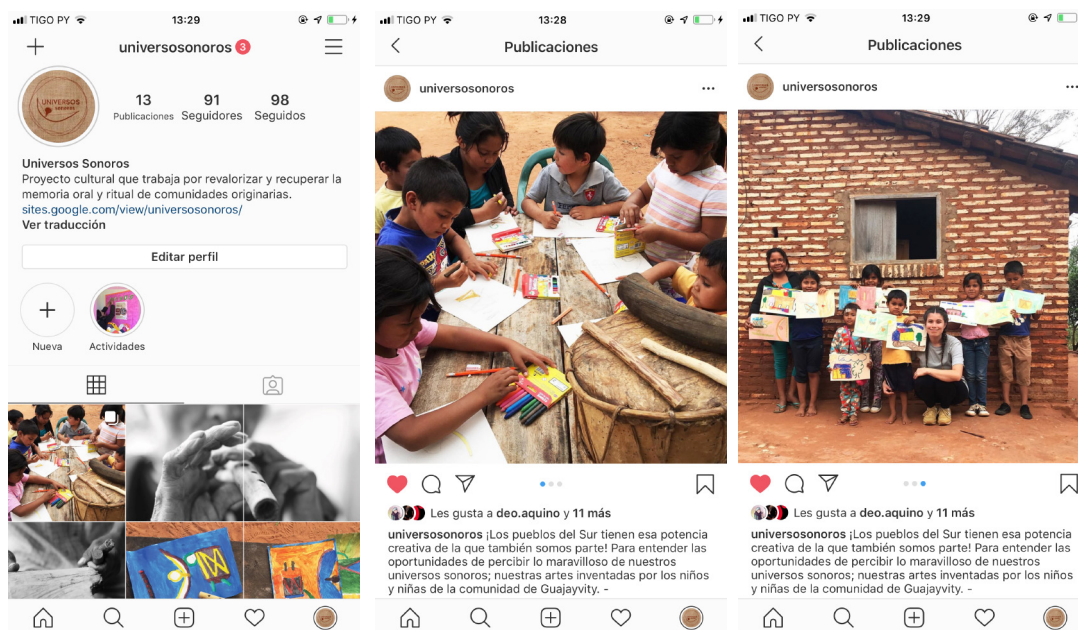 TIGO PY 13:29
universosonoros 3
UNIVERSOS
SONOROS
13 91 98
Publicaciones Seguidores Seguidos
Universos Sonoros
Proyecto cultural que trabaja por revalorizar y recuperar la
memoria oral y ritual de comunidades originarias.
sites.google.com/view/universosonoros/
Ver traducción
Editar perfil
Nueva Actividades
TIGO PY 13:28
Publicaciones
universosonoros
Les gusta a deo.aquino y 11 más
universosonoros ¡Los pueblos del Sur tienen esa potencia
creativa de la que también somos parte! Para entender las
oportunidades de percibir lo maravilloso de nuestros
universos sonoros; nuestras artes inventadas por los niños
y niñas de la comunidad de Guajayvity. -
TIGO PY 13:29
Publicaciones
universosonoros
Les gusta a deo.aquino y 11 más
universosonoros ¡Los pueblos del Sur tienen esa potencia
creativa de la que también somos parte! Para entender las
oportunidades de percibir lo maravilloso de nuestros
universos sonoros; nuestras artes inventadas por los niños
y niñas de la comunidad de Guajayvity. -